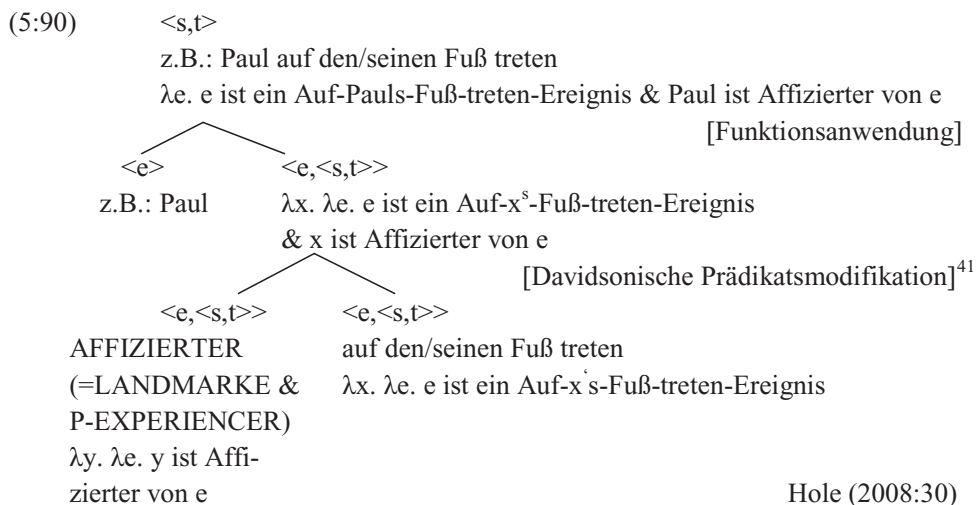 (5:90) <s,t>
z.B.: Paul auf den/seinen Fuß treten
λe. e ist ein Auf-Pauls-Fuß-treten-Ereignis & Paul ist Affizierter von e
[Funktionsanwendung]
<e> <e,<s,t>>
z.B.: Paul λx. λe. e ist ein Auf-xˢ-Fuß-treten-Ereignis
& x ist Affizierter von e
[Davidsonische Prädikatsmodifikation]⁴¹
<e,<s,t>> <e,<s,t>>
AFFIZIERTER auf den/seinen Fuß treten
(=LANDMARKE & λx. λe. e ist ein Auf-x‘s-Fuß-treten-Ereignis
P-EXPERIENCER)
λy. λe. y ist Affi-
zierter von e Hole (2008:30)